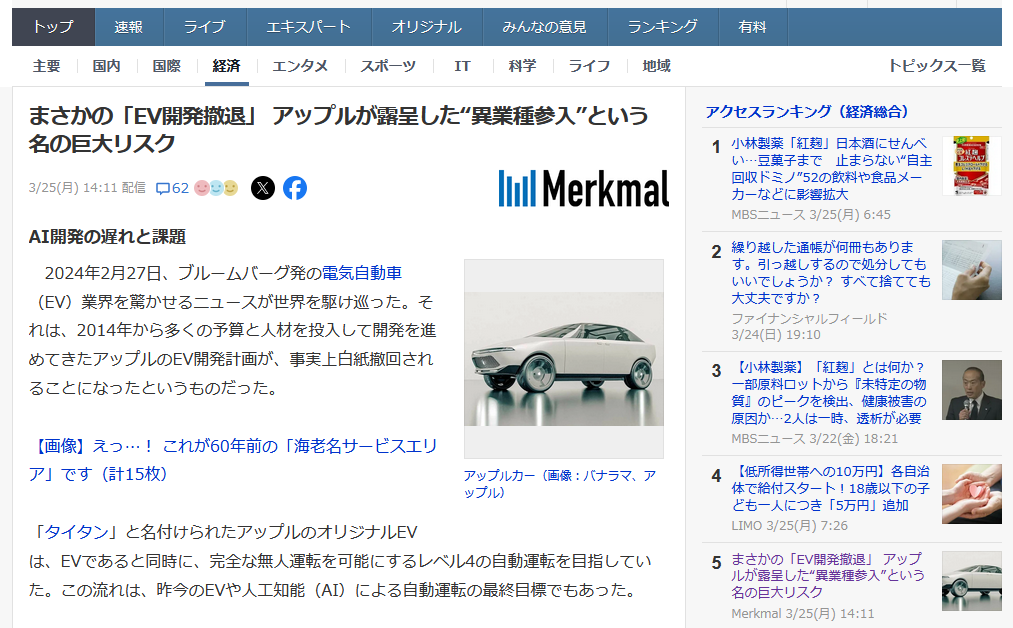 トップ 速報 ライブ エキスパート オリジナル みんなの意見 ランキング 有料
主要 国内 国際 経済 エンタメ スポーツ IT 科学 ライフ 地域 トピックス一覧
まさかの「EV開発撤退」 アップルが露呈した“異業種参入”という
名の巨大リスク
3/25(月) 14:11 配信 62
Merkmal
AI開発の遅れと課題
2024年2月27日、ブルームバーグ発の電気自動車
（EV）業界を驚かせるニュースが世界を駆け巡った。そ
れは、2014年から多くの予算と人材を投入して開発を進
めてきたアップルのEV開発計画が、事実上白紙撤回され
ることになったというものだった。
【画像】えっ…！ これが60年前の「海老名サービスエリ
ア」です（計15枚）
アップルカー（画像：バナラマ、ア
ップル）
「タイタン」と名付けられたアップルのオリジナルEV
は、EVであると同時に、完全な無人運転を可能にするレベル4の自動運転を目指してい
た。この流れは、昨今のEVや人工知能（AI）による自動運転の最終目標でもあった。
アクセスランキング（経済総合）
1 小林製薬「紅麹」日本酒にせんべ
い…豆菓子まで 止まらない“自主
回収ドミノ”52の飲料や食品メー
カーなどに影響拡大
MBSニュース 3/25(月) 6:45
2 繰り越した通帳が何冊もありま
す。引っ越しするので処分しても
いいでしょうか？ すべて捨てても
大丈夫ですか？
ファイナンシャルフィールド
3/24(日) 19:10
3 【小林製薬】「紅麹」とは何か？
一部原料ロットから『未特定の物
質』のピークを検出、健康被害の
原因か…2人は一時、透析が必要
MBSニュース 3/22(金) 18:21
4 【低所得世帯への10万円】各自治
体で給付スタート！18歳以下の子
ども一人につき「5万円」追加
LIMO 3/25(月) 7:26
5 まさかの「EV開発撤退」 アップ
ルが露呈した“異業種参入”という
名の巨大リスク
Merkmal 3/25(月) 14:11